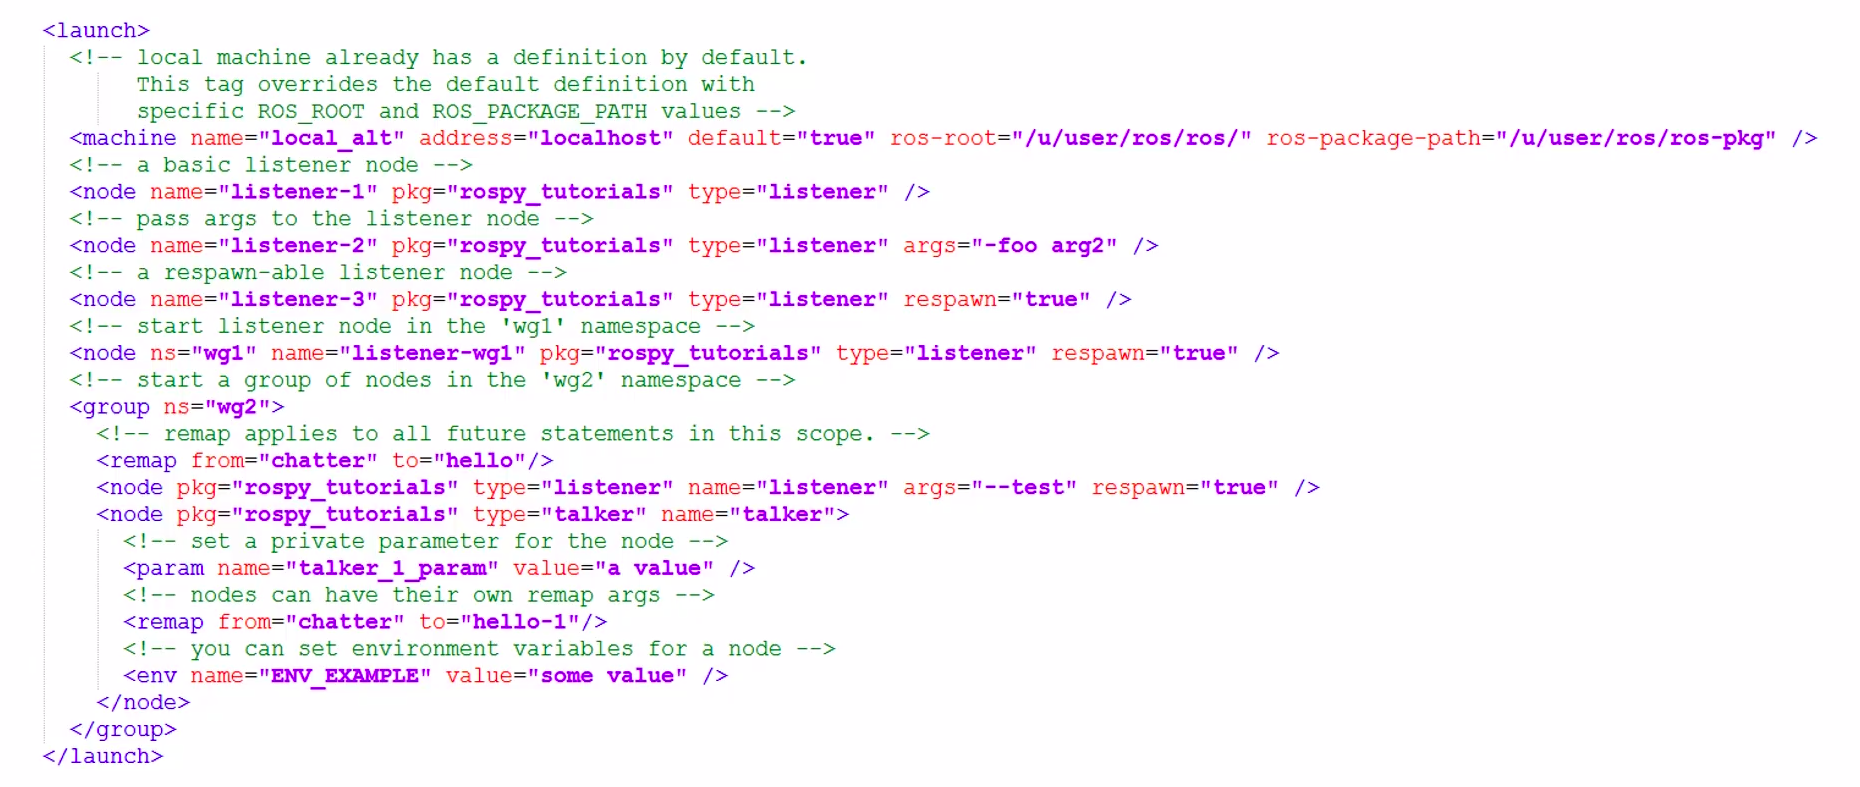 <launch>
<!-- local machine already has a definition by default.
This tag overrides the default definition with
specific ROS_ROOT and ROS_PACKAGE_PATH values -->
<machine name="local_alt" address="localhost" default="true" ros-root="/u/user/ros/ros/" ros-package-path="/u/user/ros/ros-pkg" />
<!-- a basic listener node -->
<node name="listener-1" pkg="rospy_tutorials" type="listener" />
<!-- pass args to the listener node -->
<node name="listener-2" pkg="rospy_tutorials" type="listener" args="-foo arg2" />
<!-- a respawn-able listener node -->
<node name="listener-3" pkg="rospy_tutorials" type="listener" respawn="true" />
<!-- start listener node in the 'wg1' namespace -->
<node ns="wg1" name="listener-wg1" pkg="rospy_tutorials" type="listener" respawn="true" />
<!-- start a group of nodes in the 'wg2' namespace -->
<group ns="wg2">
<!-- remap applies to all future statements in this scope. -->
<remap from="chatter" to="hello"/>
<node pkg="rospy_tutorials" type="listener" name="listener" args="--test" respawn="true" />
<node pkg="rospy_tutorials" type="talker" name="talker">
<!-- set a private parameter for the node -->
<param name="talker_1_param" value="a value" />
<!-- nodes can have their own remap args -->
<remap from="chatter" to="hello-1"/>
<!-- you can set environment variables for a node -->
<env name="ENV_EXAMPLE" value="some value" />
</node>
</group>
</launch>